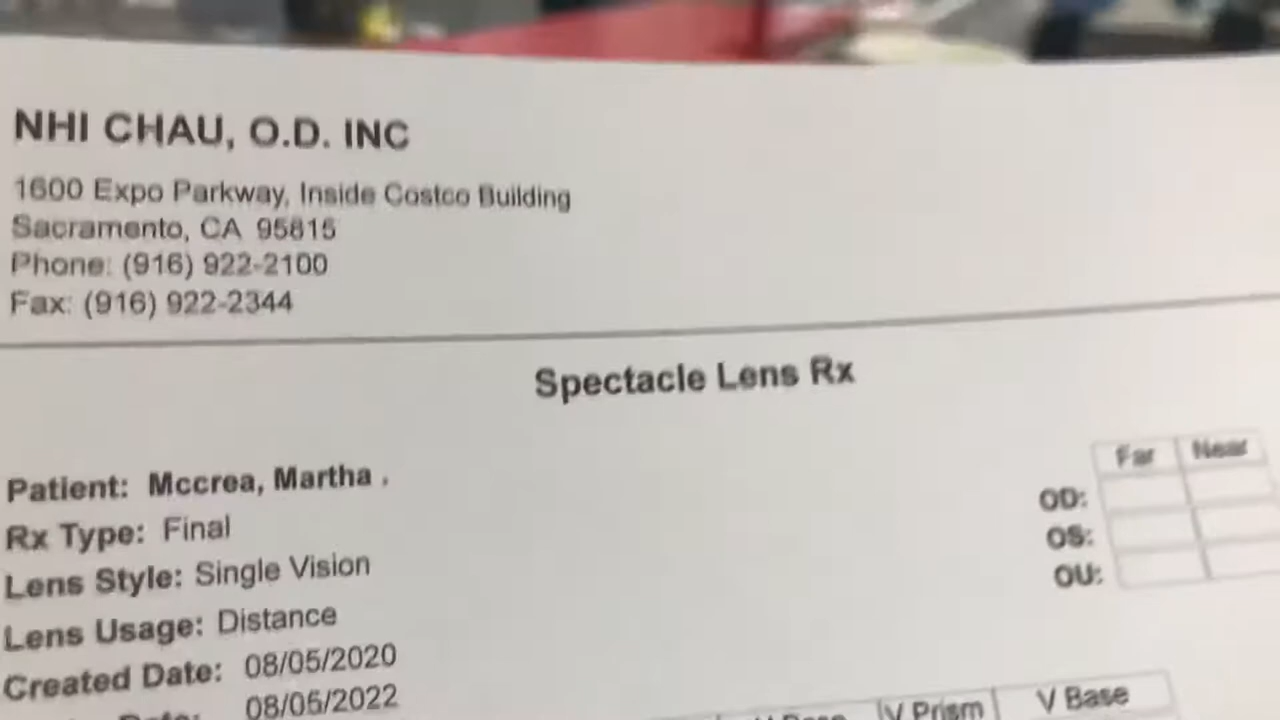 NHI CHAU, O.D. INC
1600 Expo Parkway, Inside Costco Building
Sacramento, CA 95815
Phone: (916) 922-2100
Fax: (916) 922-2344
Spectacle Lens Rx
Far Near
OD:
OS:
OU:
Patient: Mccrea, Martha .
Rx Type: Final
Lens Style: Single Vision
Lens Usage: Distance
Created Date: 08/05/2020
Date: 08/05/2022
Base V Prism V Base